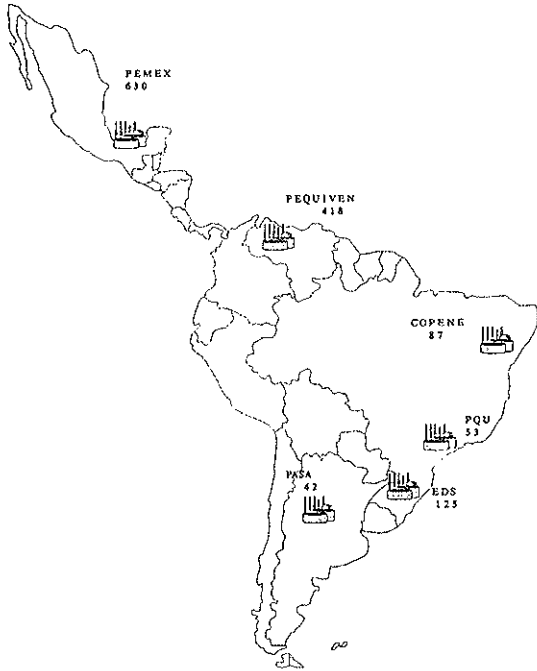 PEMEX
630
PEQUIVEN
418
COPENE
87
PQU
53
PASA
42
EDS
125